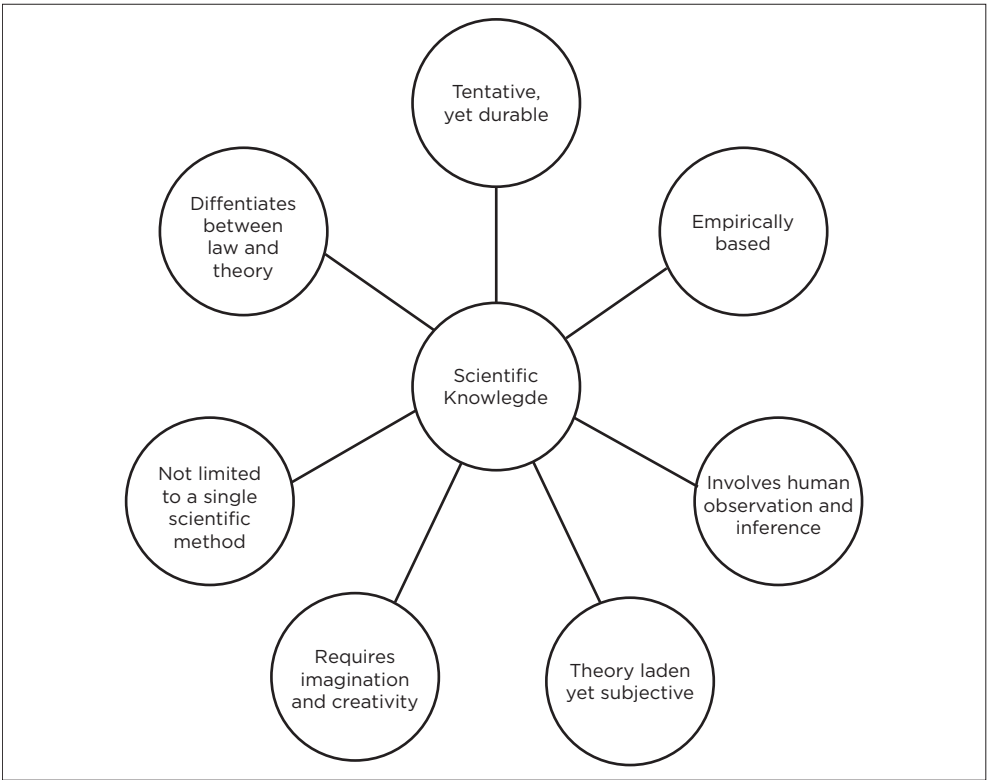 Tentative,
yet durable
Diffentiates
between
law and
theory
Empirically
based
Scientific
Knowlegde
Not limited
to a single
scientific
method
Involves human
observation and
inference
Requires
imagination
and creativity
Theory laden
yet subjective